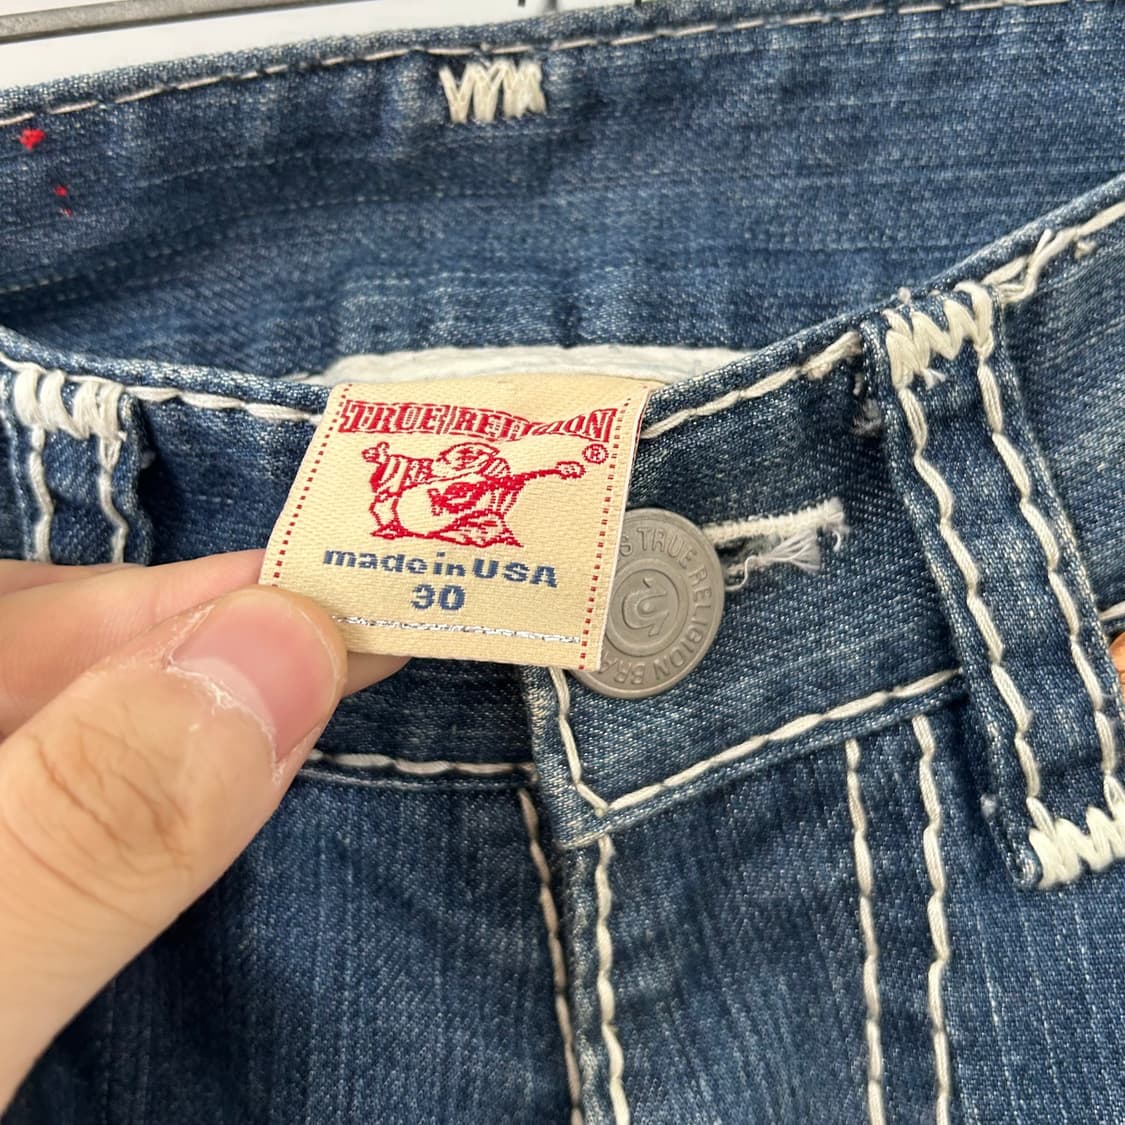 TRUE RELIGION
®
made in USA
30
S TRUE RELIGION BRA